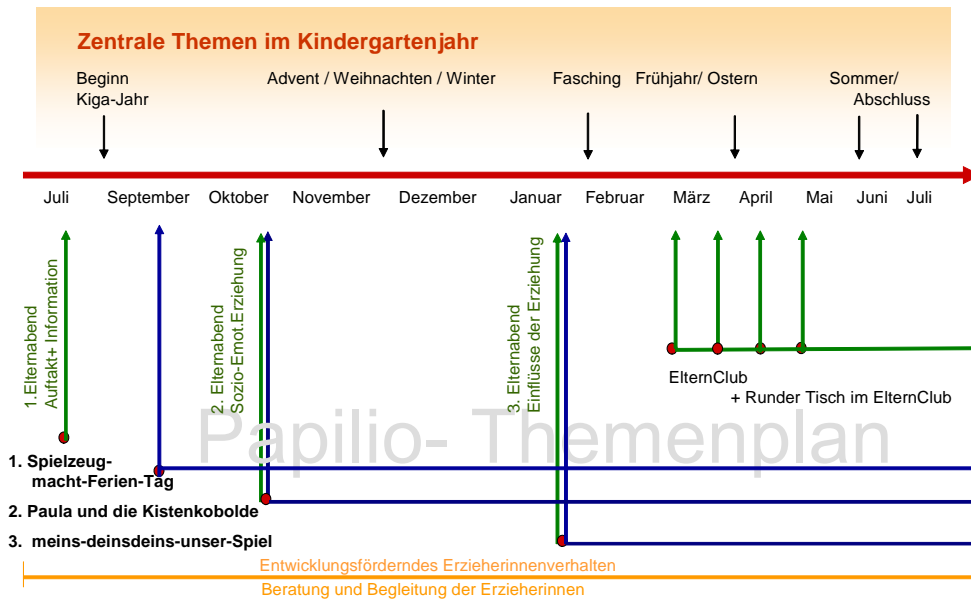 Zentrale Themen im Kindergartenjahr
Beginn
Kiga-Jahr
Advent / Weihnachten / Winter
Fasching
Frühjahr/ Ostern
Sommer/
Abschluss
Juli
September
Oktober
November
Dezember
Januar
Februar
März
April
Mai
Juni
Juli
1.Elternabend
Auftakt+ Information
2. Elternabend
Sozio-Emot.Erziehung
3. Elternabend
Einflüsse der Erziehung
ElternClub
+ Runder Tisch im ElternClub
Papilio- Themenplan
1. Spielzeug-
macht-Ferien-Tag
2. Paula und die Kistenkobolde
3. meins-deinsdeins-unser-Spiel
Entwicklungsförderndes Erzieherinnenverhalten
Beratung und Begleitung der Erzieherinnen